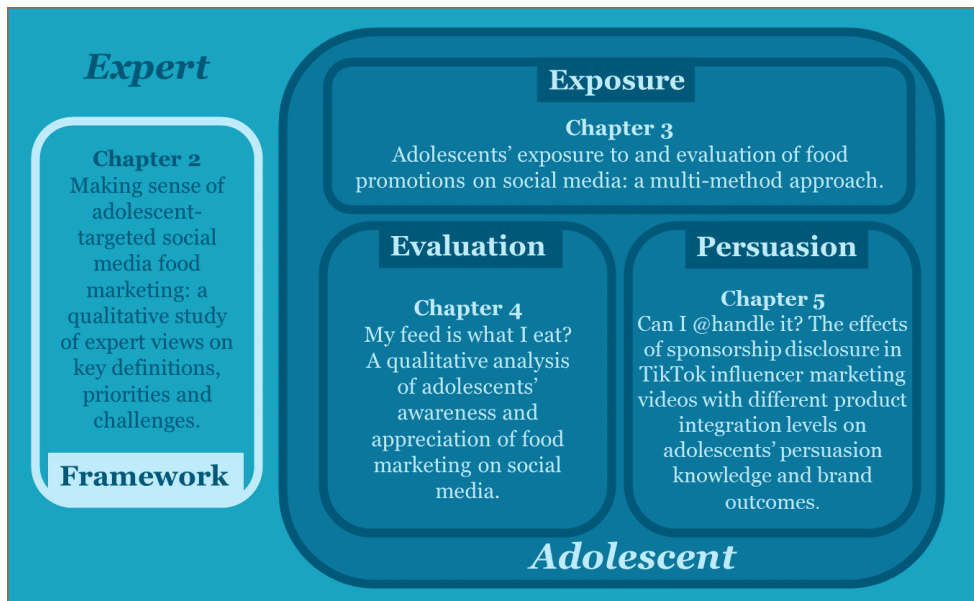 Expert
Chapter 2
Making sense of
adolescent-
targeted social
media food
marketing: a
qualitative study
of expert views on
key definitions,
priorities and
challenges.
Framework
Exposure
Chapter 3
Adolescents’ exposure to and evaluation of food
promotions on social media: a multi-method approach.
Evaluation
Chapter 4
My feed is what I eat?
A qualitative analysis
of adolescents’
awareness and
appreciation of food
marketing on social
media.
Persuasion
Chapter 5
Can I @handle it? The effects
of sponsorship disclosure in
TikTok influencer marketing
videos with different product
integration levels on
adolescents’ persuasion
knowledge and brand
outcomes.
Adolescent